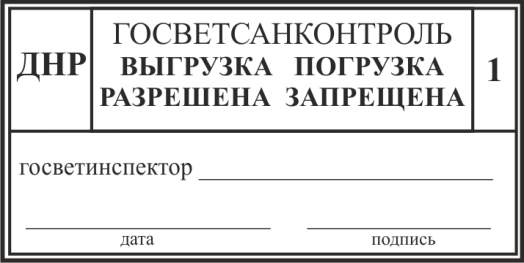 ГОСВЕТСАНКОНТРОЛЬ
ДНР ВЫГРУЗКА ПОГРУЗКА 1
РАЗРЕШЕНА ЗАПРЕЩЕНА
госветинспектор
дата подпись